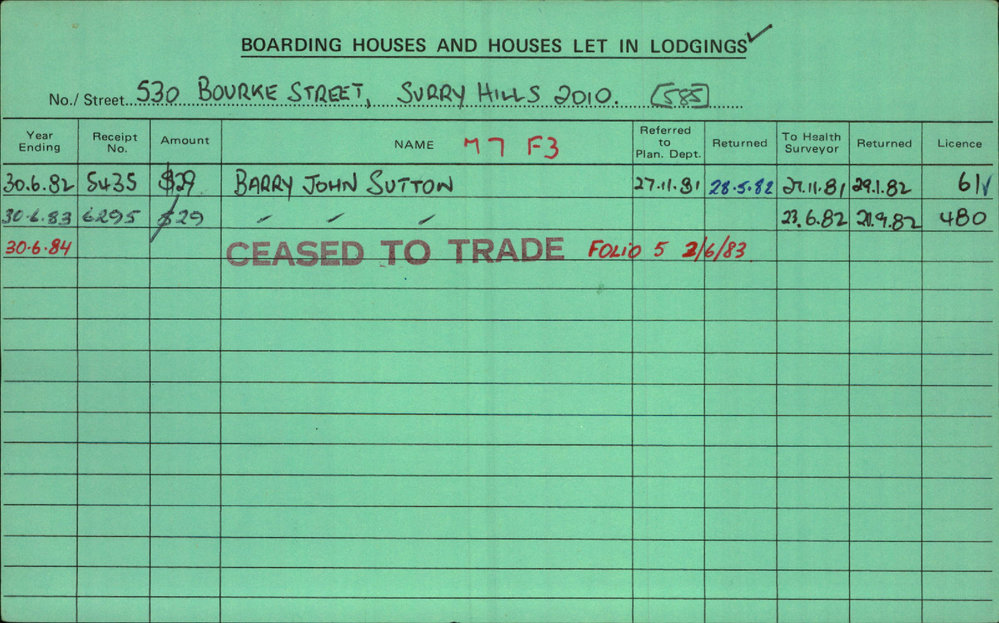 BOARDING HOUSES AND HOUSES LET IN LODGINGS ✓
No./ Street 530 BOURKE STREET, SURRY HILLS 2010. 585
Year Ending Receipt No. Amount NAME M7 F3 Referred to Plan. Dept. Returned To Health Surveyor Returned Licence
30.6.82 5435 $29 BARRY JOHN SUTTON 27.11.81 28.5.82 27.11.81 29.1.82 61
30.6.83 6295 $29 " " " 23.6.82 21.9.82 480
30.6.84 CEASED TO TRADE FOLIO 5 2/6/83